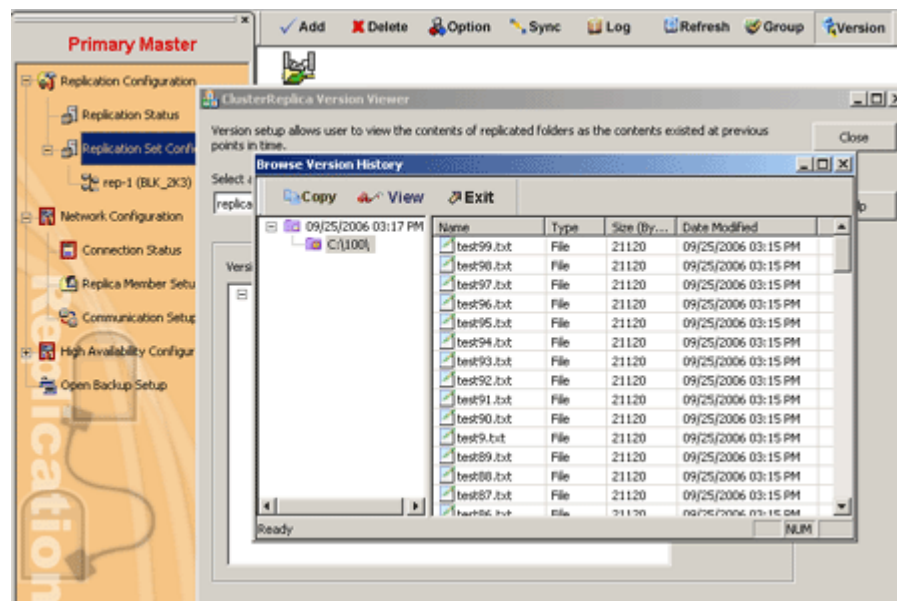 Add Delete Option Sync Log Refresh Group Version
Primary Master
Replication Configuration
Replication Status
Replication Set Confi
rep-1 (BLK_2K3)
Network Configuration
Connection Status
Replica Member Setu
Communication Setup
High Availability Configur
Open Backup Setup
Replication
ClusterReplica Version Viewer
Version setup allows user to view the contents of replicated folders as the contents existed at previous
points in time.
Close
Select
replica
Versi
Browse Version History
Copy View Exit
09/25/2006 03:17 PM
C:\100\
Name Type Size (By... Date Modified
test99.txt File 21120 09/25/2006 03:15 PM
test98.txt File 21120 09/25/2006 03:15 PM
test97.txt File 21120 09/25/2006 03:15 PM
test96.txt File 21120 09/25/2006 03:15 PM
test95.txt File 21120 09/25/2006 03:15 PM
test94.txt File 21120 09/25/2006 03:15 PM
test93.txt File 21120 09/25/2006 03:15 PM
test92.txt File 21120 09/25/2006 03:15 PM
test91.txt File 21120 09/25/2006 03:15 PM
test90.txt File 21120 09/25/2006 03:15 PM
test9.txt File 21120 09/25/2006 03:15 PM
test89.txt File 21120 09/25/2006 03:15 PM
test88.txt File 21120 09/25/2006 03:15 PM
test87.txt File 21120 09/25/2006 03:15 PM
test86.txt File 21120 09/25/2006 03:15 PM
Ready NUM